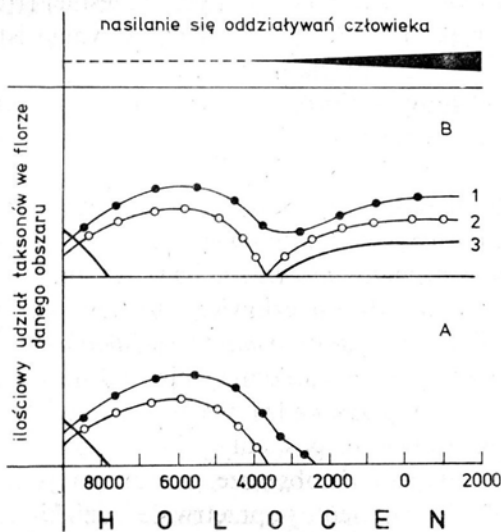 nasilanie się oddziaływań człowieka
B
1
2
3
ilościowy udział taksonów we florze
danego obszaru
A
8000 6000 4000 2000 0 2000
H O L O C E N